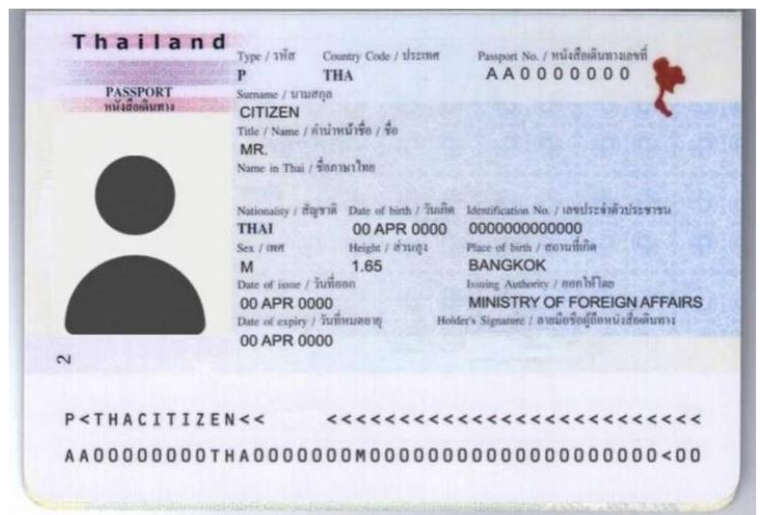 Thailand
PASSPORT
หนังสือเดินทาง
Type / รหัส Country Code / ประเทศ Passport No. / หนังสือเดินทางเลขที่
P THA AA0000000
Surname / นามสกุล
CITIZEN
Title / Name / คำนำหน้าชื่อ / ชื่อ
MR.
Name in Thai / ชื่อภาษาไทย
Nationality / สัญชาติ Date of birth / วันเกิด Identification No. / เลขประจำตัวประชาชน
THAI 00 APR 0000 0000000000000
Sex / เพศ Height / ส่วนสูง Place of birth / สถานที่เกิด
M 1.65 BANGKOK
Date of issue / วันที่ออก Issuing Authority / ออกให้โดย
00 APR 0000 MINISTRY OF FOREIGN AFFAIRS
Date of expiry / วันที่หมดอายุ Holder's Signature / ลายมือชื่อผู้ถือหนังสือเดินทาง
00 APR 0000
2
P<THACITIZEN<< <<<<<<<<<<<<<<<<<<<<<<<<<<
AA00000000THA0000000M00000000000000000000000<00